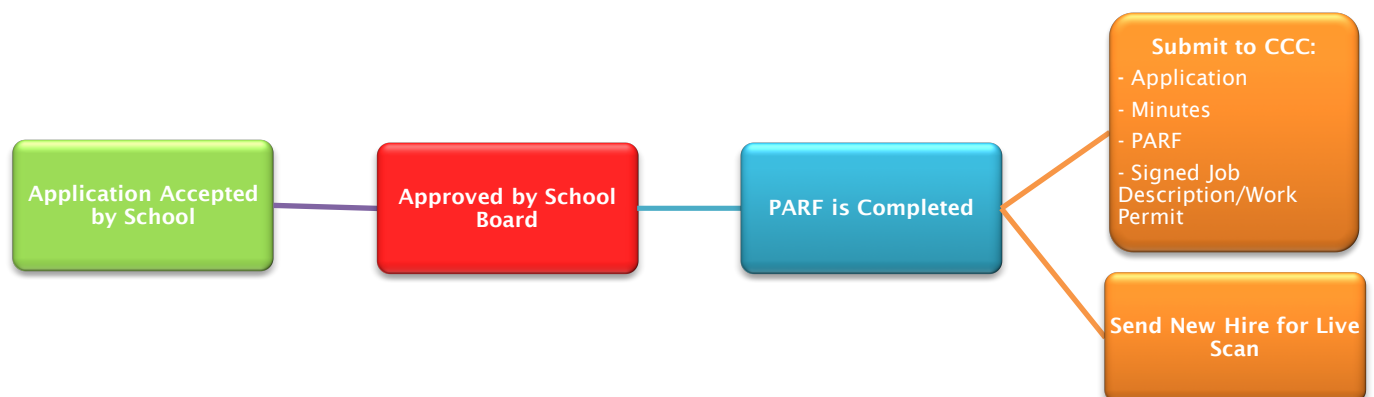 Application Accepted
by School
Approved by School
Board
PARF is Completed
Submit to CCC:
- Application
- Minutes
- PARF
- Signed Job
Description/Work
Permit
Send New Hire for Live
Scan